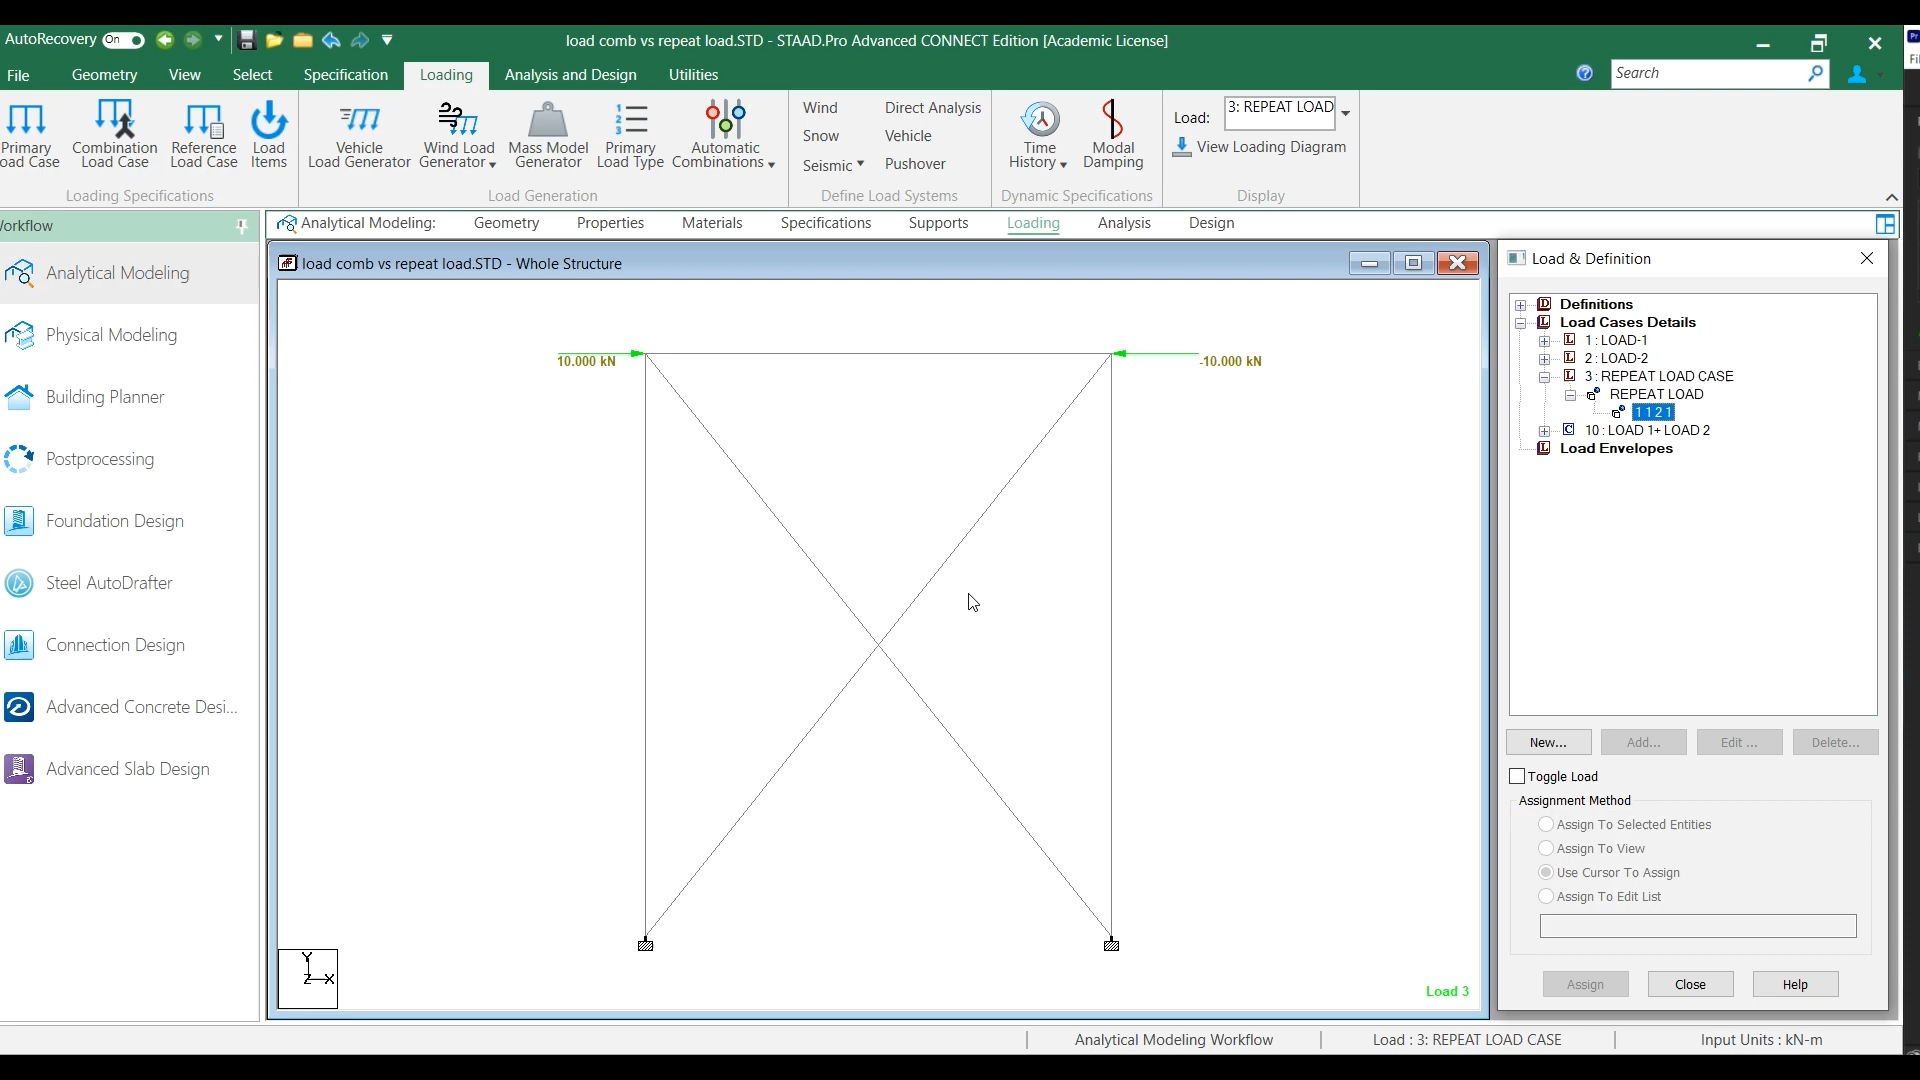 AutoRecovery On
load comb vs repeat load.STD - STAAD.Pro Advanced CONNECT Edition [Academic License]
File Geometry View Select Specification Loading Analysis and Design Utilities
Search
Primary
oad Case
Combination
Load Case
Reference
Load Case
Load
Items
Loading Specifications
Vehicle
Load Generator
Wind Load
Generator
Mass Model
Generator
Primary
Load Type
Automatic
Combinations
Load Generation
Wind
Snow
Seismic
Direct Analysis
Vehicle
Pushover
Define Load Systems
Time
History
Modal
Damping
Dynamic Specifications
Load: 3: REPEAT LOAD
View Loading Diagram
Display
orkflow
Analytical Modeling: Geometry Properties Materials Specifications Supports Loading Analysis Design
Analytical Modeling
Physical Modeling
Building Planner
Postprocessing
Foundation Design
Steel AutoDrafter
Connection Design
Advanced Concrete Desi...
Advanced Slab Design
load comb vs repeat load.STD - Whole Structure
10.000 kN
-10.000 kN
Y
Z X
Load 3
Load & Definition
Definitions
Load Cases Details
1 : LOAD-1
2 : LOAD-2
3 : REPEAT LOAD CASE
REPEAT LOAD
1 1 2 1
10 : LOAD 1+ LOAD 2
Load Envelopes
New... Add... Edit ... Delete...
Toggle Load
Assignment Method
Assign To Selected Entities
Assign To View
Use Cursor To Assign
Assign To Edit List
Assign Close Help
Analytical Modeling Workflow
Load : 3: REPEAT LOAD CASE
Input Units : kN-m
Pr
Fi